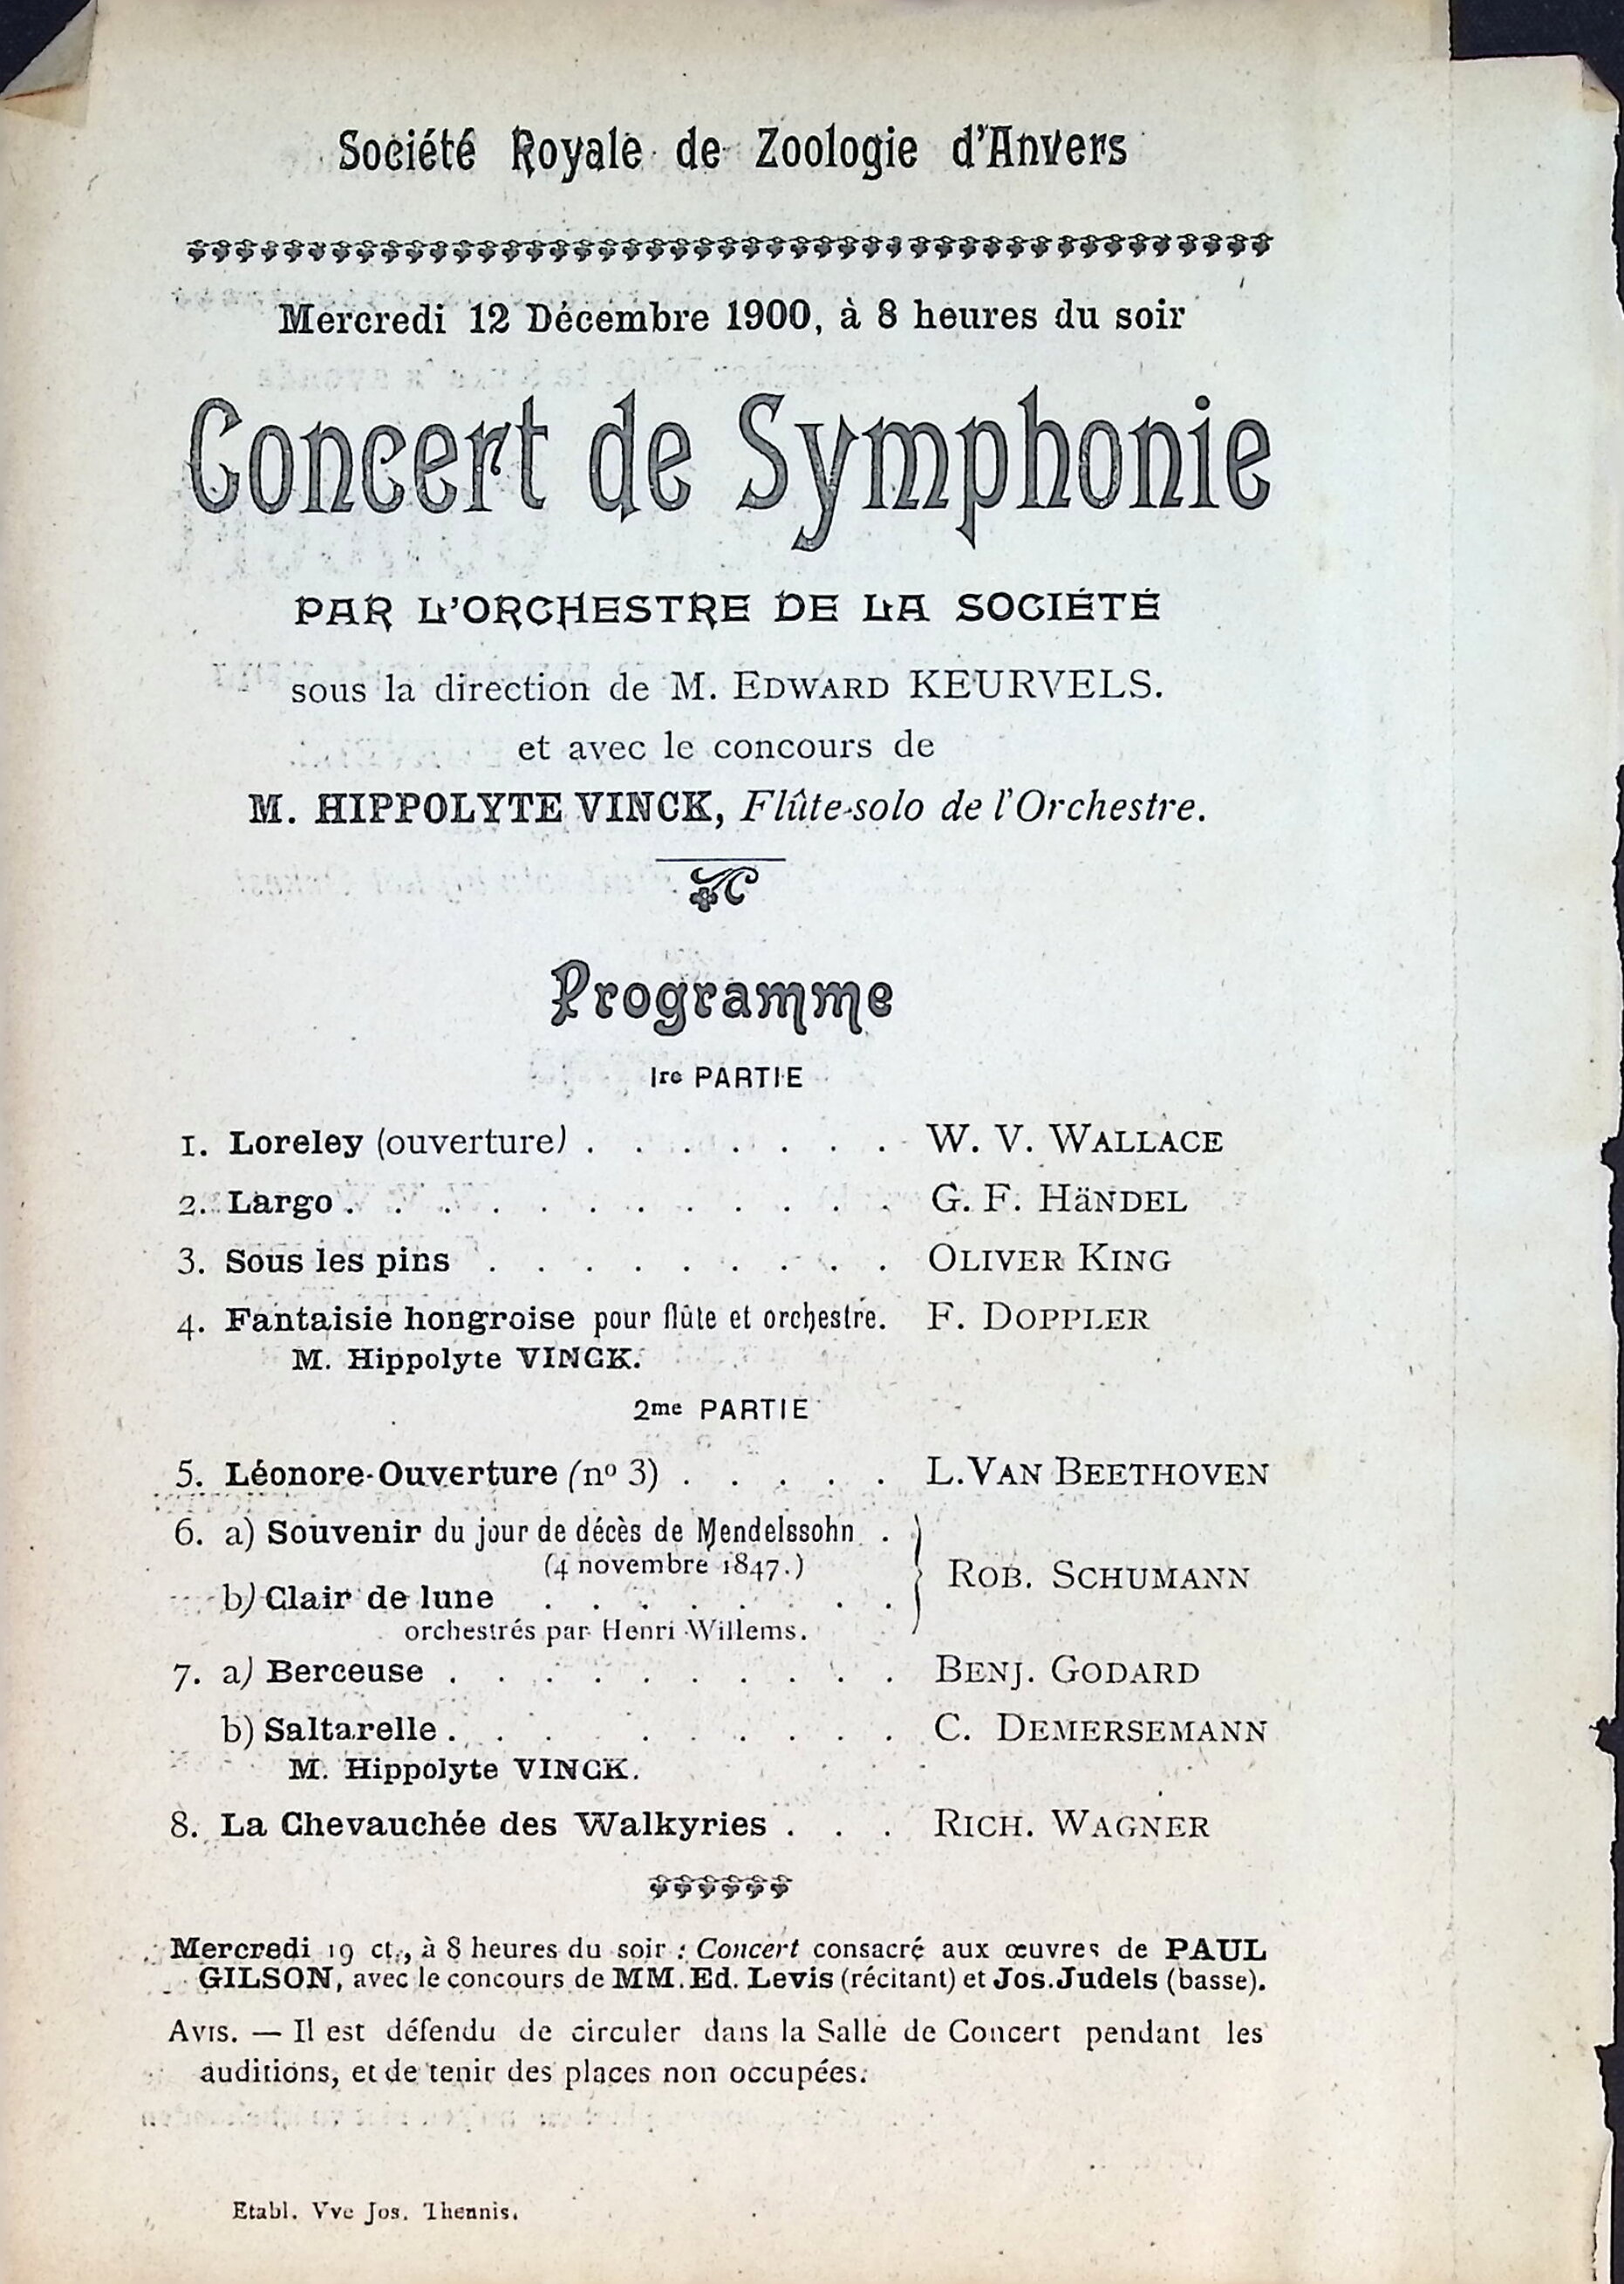 Société Royale de Zoologie d'Anvers
Mercredi 12 Décembre 1900, à 8 heures du soir
Concert de Symphonie
PAR L'ORCHESTRE DE LA SOCIÉTÉ
sous la direction de M. EDWARD KEURVELS.
et avec le concours de
M. HIPPOLYTE VINCK, Flûte-solo de l'Orchestre.
Programme
1re PARTIE
1. Loreley (ouverture) . . . . . . . W. V. WALLACE
2. Largo . . . . . . . . . . . . G. F. HäNDEL
3. Sous les pins . . . . . . . . . OLIVER KING
4. Fantaisie hongroise pour flûte et orchestre. F. DOPPLER
M. Hippolyte VINCK.
2me PARTIE
5. Léonore-Ouverture (no 3) . . . . . L. VAN BEETHOVEN
6. a) Souvenir du jour de décès de Mendelssohn .
(4 novembre 1847.)
ROB. SCHUMANN
b) Clair de lune . . . . . . . .
orchestrés par Henri Willems.
7. a) Berceuse . . . . . . . . . . BENJ. GODARD
b) Saltarelle . . . . . . . . . . C. DEMERSEMANN
M. Hippolyte VINCK.
8. La Chevauchée des Walkyries . . . RICH. WAGNER
Mercredi 19 ct., à 8 heures du soir : Concert consacré aux œuvres de PAUL
GILSON, avec le concours de MM. Ed. Levis (récitant) et Jos. Judels (basse).
AVIS. — Il est défendu de circuler dans la Salle de Concert pendant les
auditions, et de tenir des places non occupées.
Etabl. Vve Jos. Theunis.